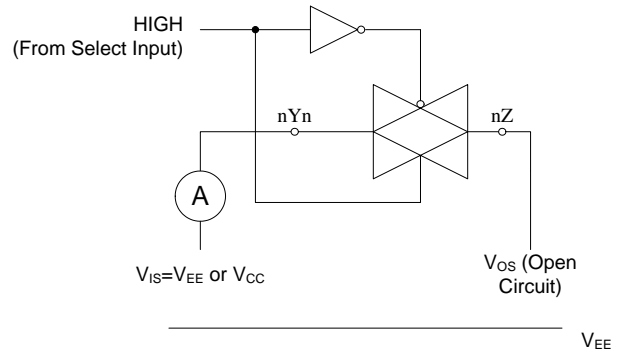 HIGH
(From Select Input)
nYn
nZ
A
VIS=VEE or VCC
VOS (Open
Circuit)
VEE